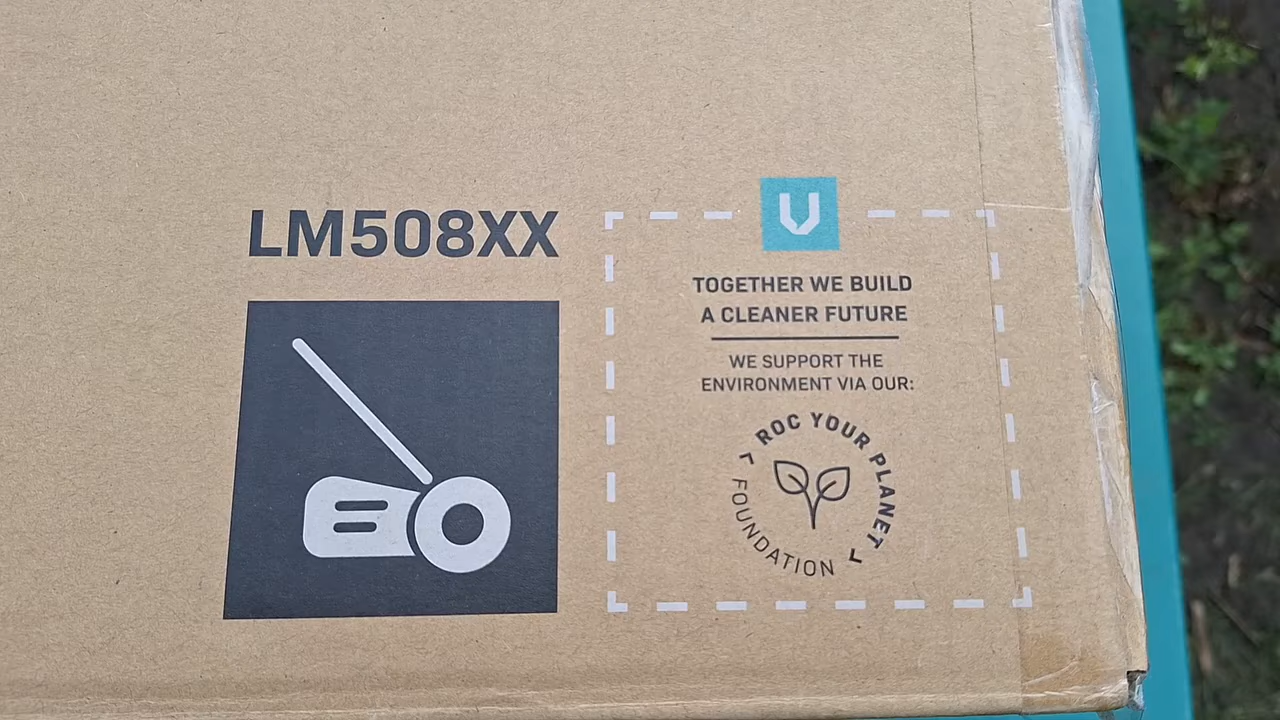 LM508XX
TOGETHER WE BUILD
A CLEANER FUTURE
WE SUPPORT THE
ENVIRONMENT VIA OUR:
ROC YOUR PLANET
FOUNDATION